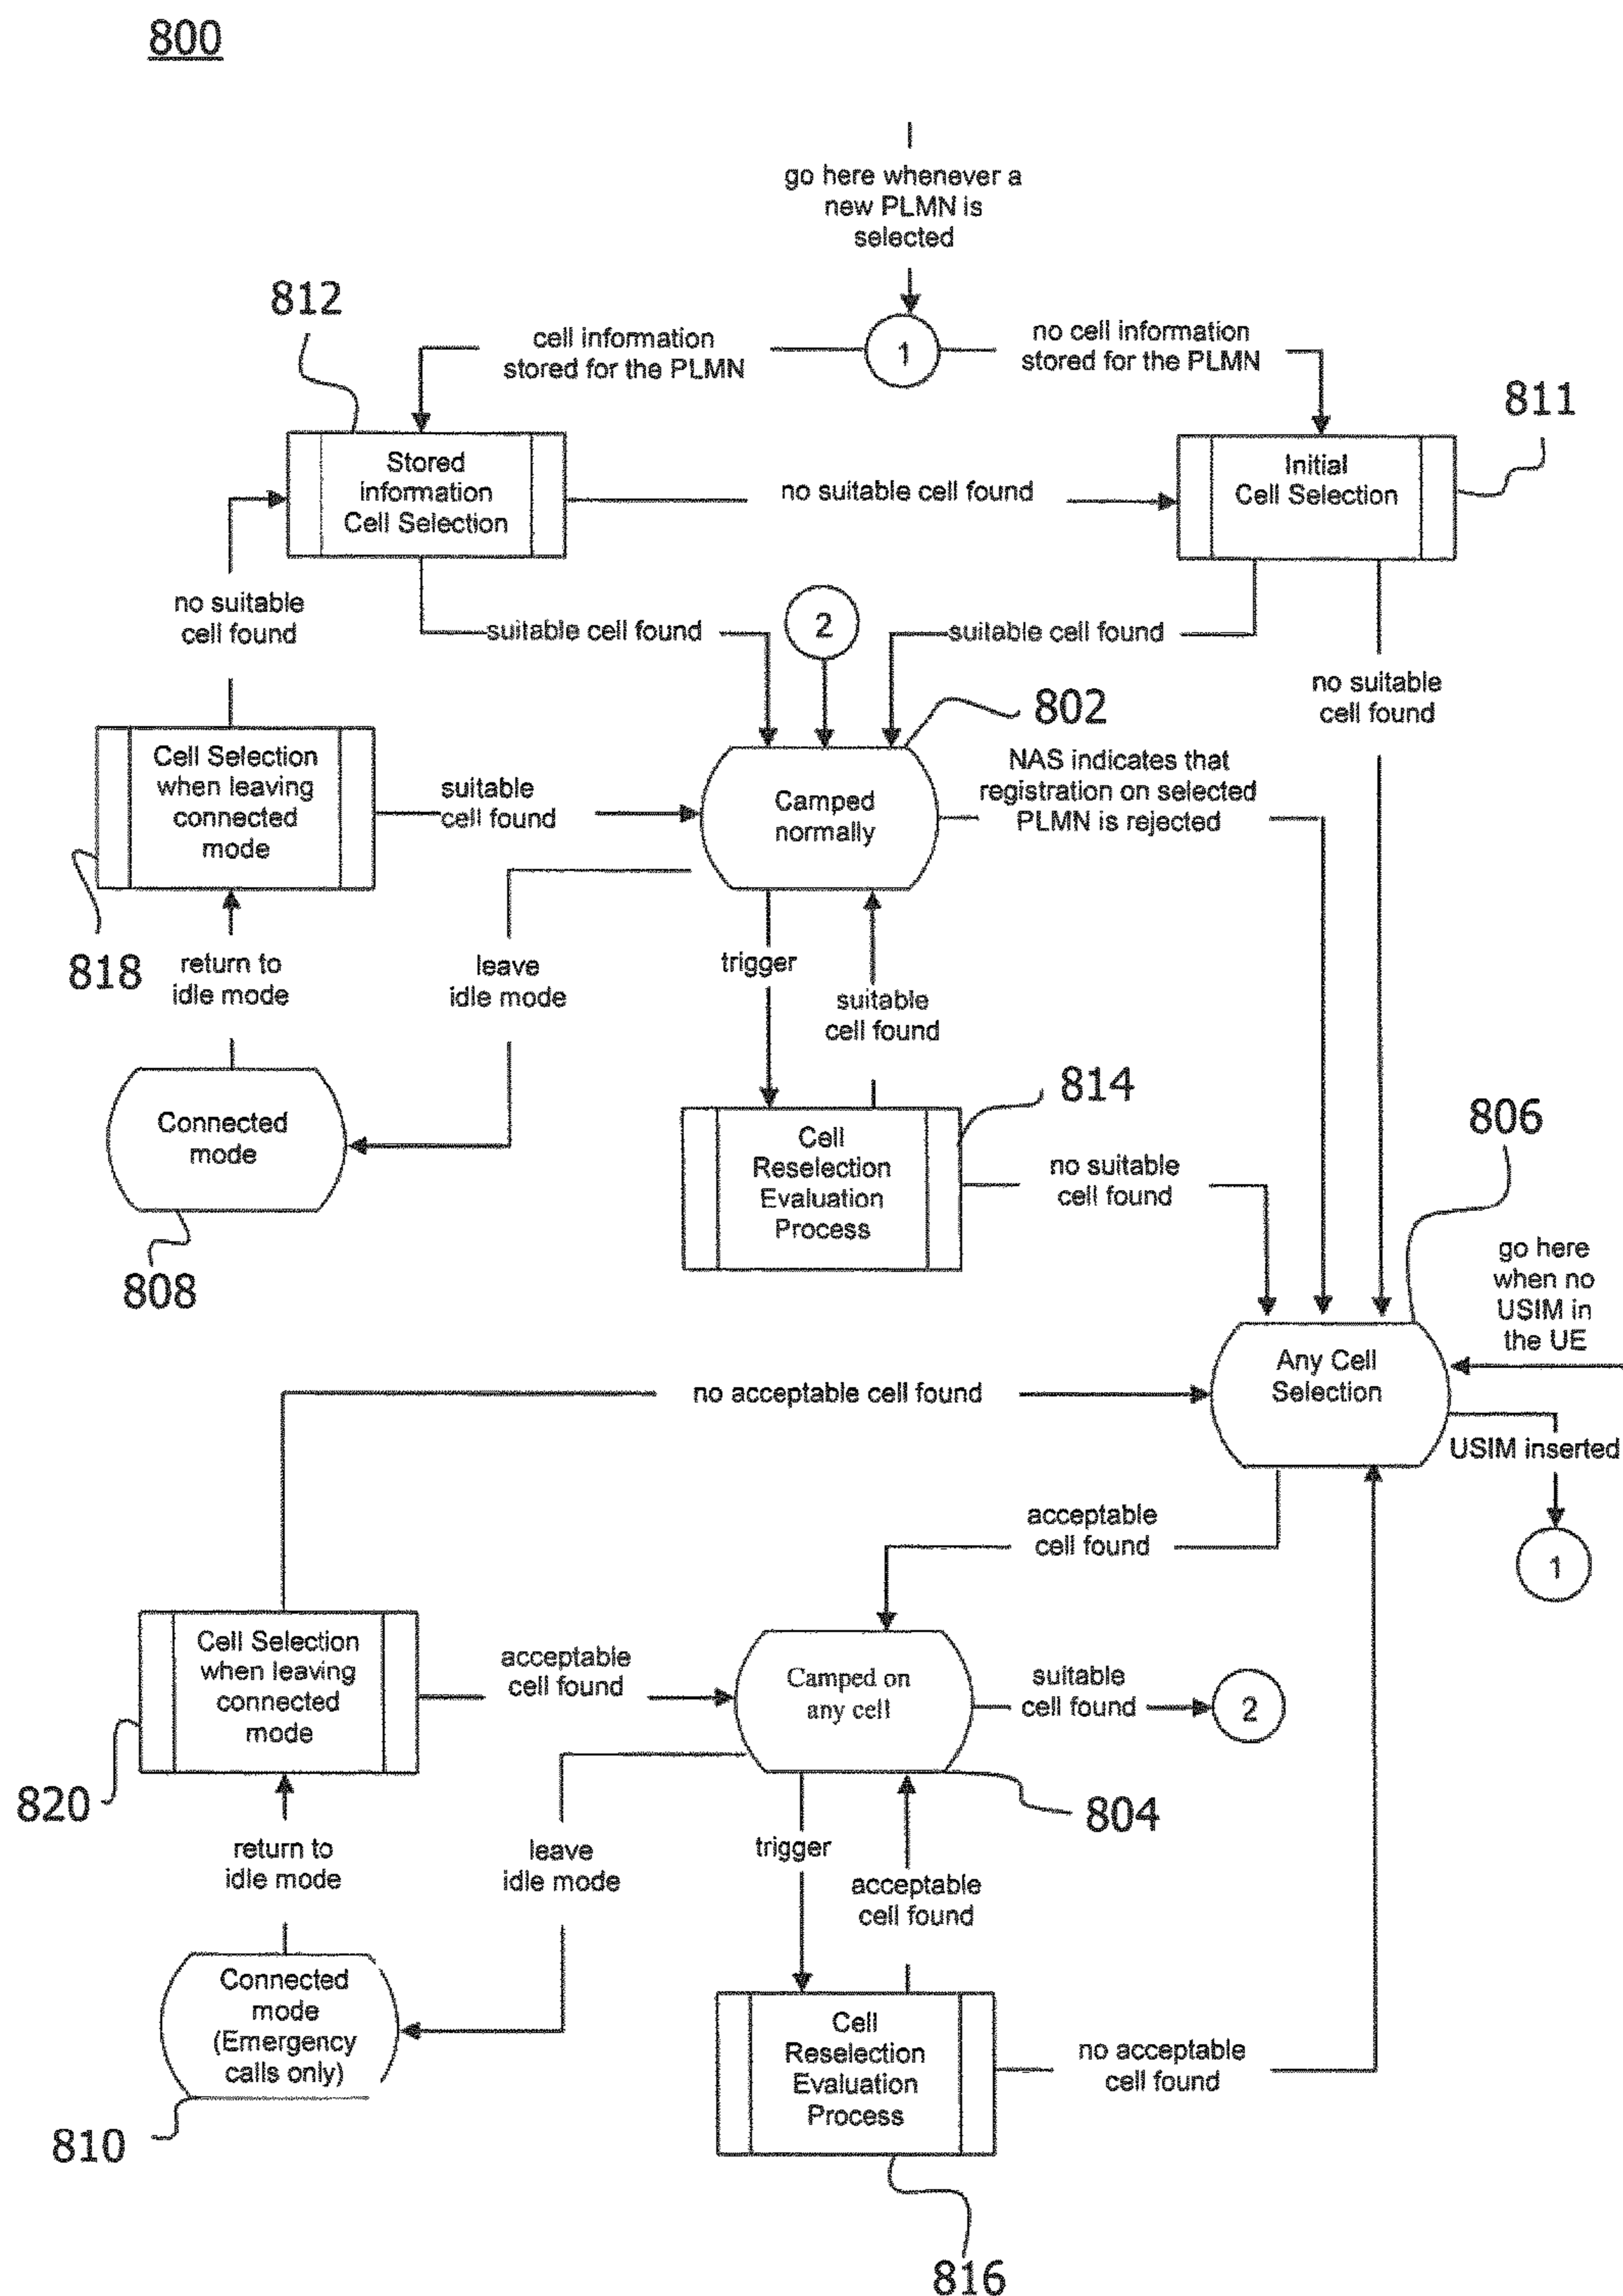 800
go here whenever a
new PLMN is
selected
812
cell information
stored for the PLMN
1
no cell information
stored for the PLMN
811
Stored
information
Cell Selection
no suitable cell found
Initial
Cell Selection
no suitable
cell found
suitable cell found
2
suitable cell found
no suitable
cell found
802
Cell Selection
when leaving
connected
mode
suitable
cell found
Camped
normally
NAS indicates that
registration on selected
PLMN is rejected
818
return to
idle mode
leave
idle mode
trigger
suitable
cell found
814
806
Connected
mode
Cell
Reselection
Evaluation
Process
no suitable
cell found
808
go here
when no
USIM in
the UE
Any Cell
Selection
no acceptable cell found
USIM inserted
acceptable
cell found
1
Cell Selection
when leaving
connected
mode
acceptable
cell found
Camped on
any cell
suitable
cell found
2
820
804
return to
idle mode
leave
idle mode
trigger
acceptable
cell found
Connected
mode
(Emergency
calls only)
Cell
Reselection
Evaluation
Process
no acceptable
cell found
810
816